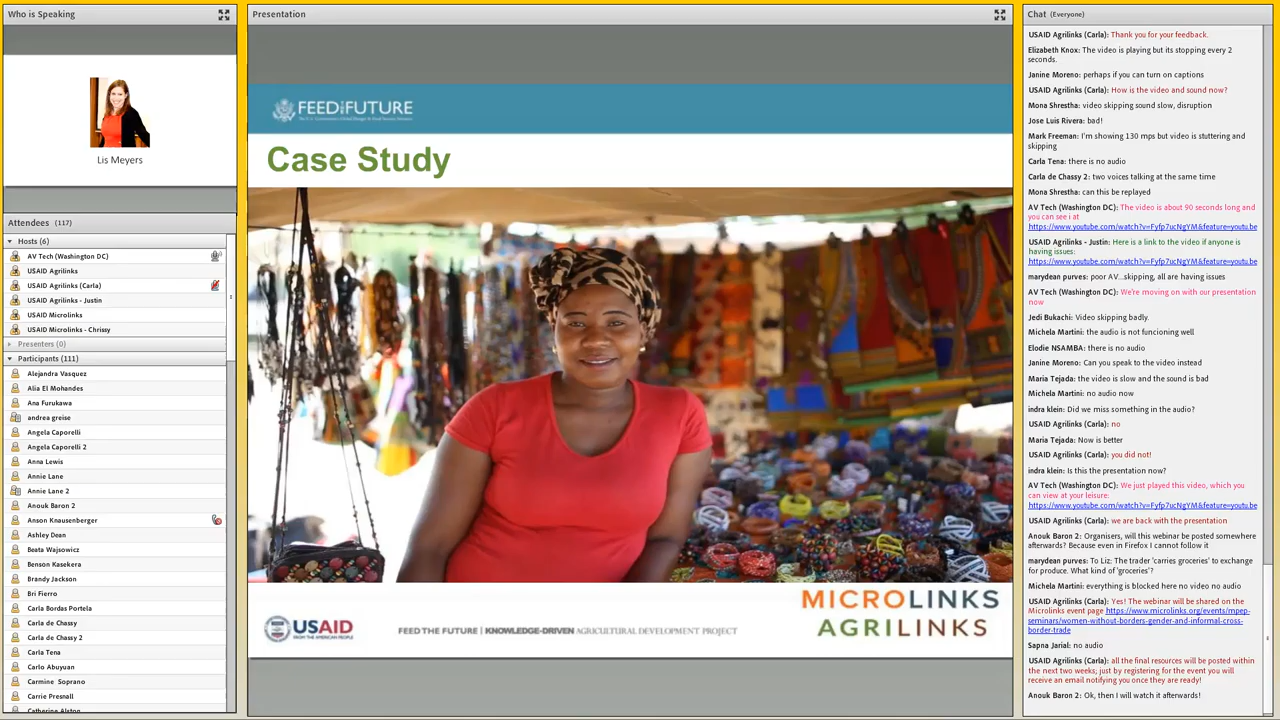 Who is Speaking
Lis Meyers
Attendees (117)
Hosts (6)
AV Tech (Washington DC)
USAID Agrilinks
USAID Agrilinks (Carla)
USAID Agrilinks - Justin
USAID Microlinks
USAID Microlinks - Chrissy
Presenters (0)
Participants (111)
Alejandra Vasquez
Alia El Mohandes
Ana Furukawa
andrea greise
Angela Caporelli
Angela Caporelli 2
Anna Lewis
Annie Lane
Annie Lane 2
Anouk Baron 2
Anson Knausenberger
Ashley Dean
Beata Wajsowicz
Benson Kasekera
Brandy Jackson
Bri Fierro
Carla Bordas Portela
Carla de Chassy
Carla de Chassy 2
Carla Tena
Carlo Abuyuan
Carmine Soprano
Carrie Presnall
Catherine Alston
Presentation
FEED THE FUTURE
Case Study
USAID
FROM THE AMERICAN PEOPLE
FEED THE FUTURE | KNOWLEDGE-DRIVEN AGRICULTURAL DEVELOPMENT PROJECT
MICROLINKS
AGRILINKS
Chat (Everyone)
USAID Agrilinks (Carla): Thank you for your feedback.
Elizabeth Knox: The video is playing but its stopping every 2
seconds.
Janine Moreno: perhaps if you can turn on captions
USAID Agrilinks (Carla): How is the video and sound now?
Mona Shrestha: video skipping sound slow, disruption
Jose Luis Rivera: bad!
Mark Freeman: I'm showing 130 mps but video is stuttering and
skipping
Carla Tena: there is no audio
Carla de Chassy 2: two voices talking at the same time
Mona Shrestha: can this be replayed
AV Tech (Washington DC): The video is about 90 seconds long and
you can see i at
https://www.youtube.com/watch?v=Fyfp7ucNgYM&feature=youtu.be
USAID Agrilinks - Justin: Here is a link to the video if anyone is
having issues:
https://www.youtube.com/watch?v=Fyfp7ucNgYM&feature=youtu.be
marydean purves: poor AV...skipping, all are having issues
AV Tech (Washington DC): We're moving on with our presentation
now
Jedi Bukachi: Video skipping badly.
Michela Martini: the audio is not funcioning well
Elodie NSAMBA: there is no audio
Janine Moreno: Can you speak to the video instead
Maria Tejada: the video is slow and the sound is bad
Michela Martini: no audio now
indra klein: Did we miss something in the audio?
USAID Agrilinks (Carla): no
Maria Tejada: Now is better
USAID Agrilinks (Carla): you did not!
indra klein: Is this the presentation now?
AV Tech (Washington DC): We just played this video, which you
can view at your leisure:
https://www.youtube.com/watch?v=Fyfp7ucNgYM&feature=youtu.be
USAID Agrilinks (Carla): we are back with the presentation
Anouk Baron 2: Organisers, will this webinar be posted somewhere
afterwards? Because even in Firefox I cannot follow it
marydean purves: To Liz: The trader 'carries groceries' to exchange
for produce. What kind of 'groceries'?
Michela Martini: everything is blocked here no video no audio
USAID Agrilinks (Carla): Yes! The webinar will be shared on the
Microlinks event page https://www.microlinks.org/events/mpep-
seminars/women-without-borders-gender-and-informal-cross-
border-trade
Sapna Jarial: no audio
USAID Agrilinks (Carla): all the final resources will be posted within
the next two weeks; just by registering for the event you will
receive an email notifying you once they are ready!
Anouk Baron 2: Ok, then I will watch it afterwards!